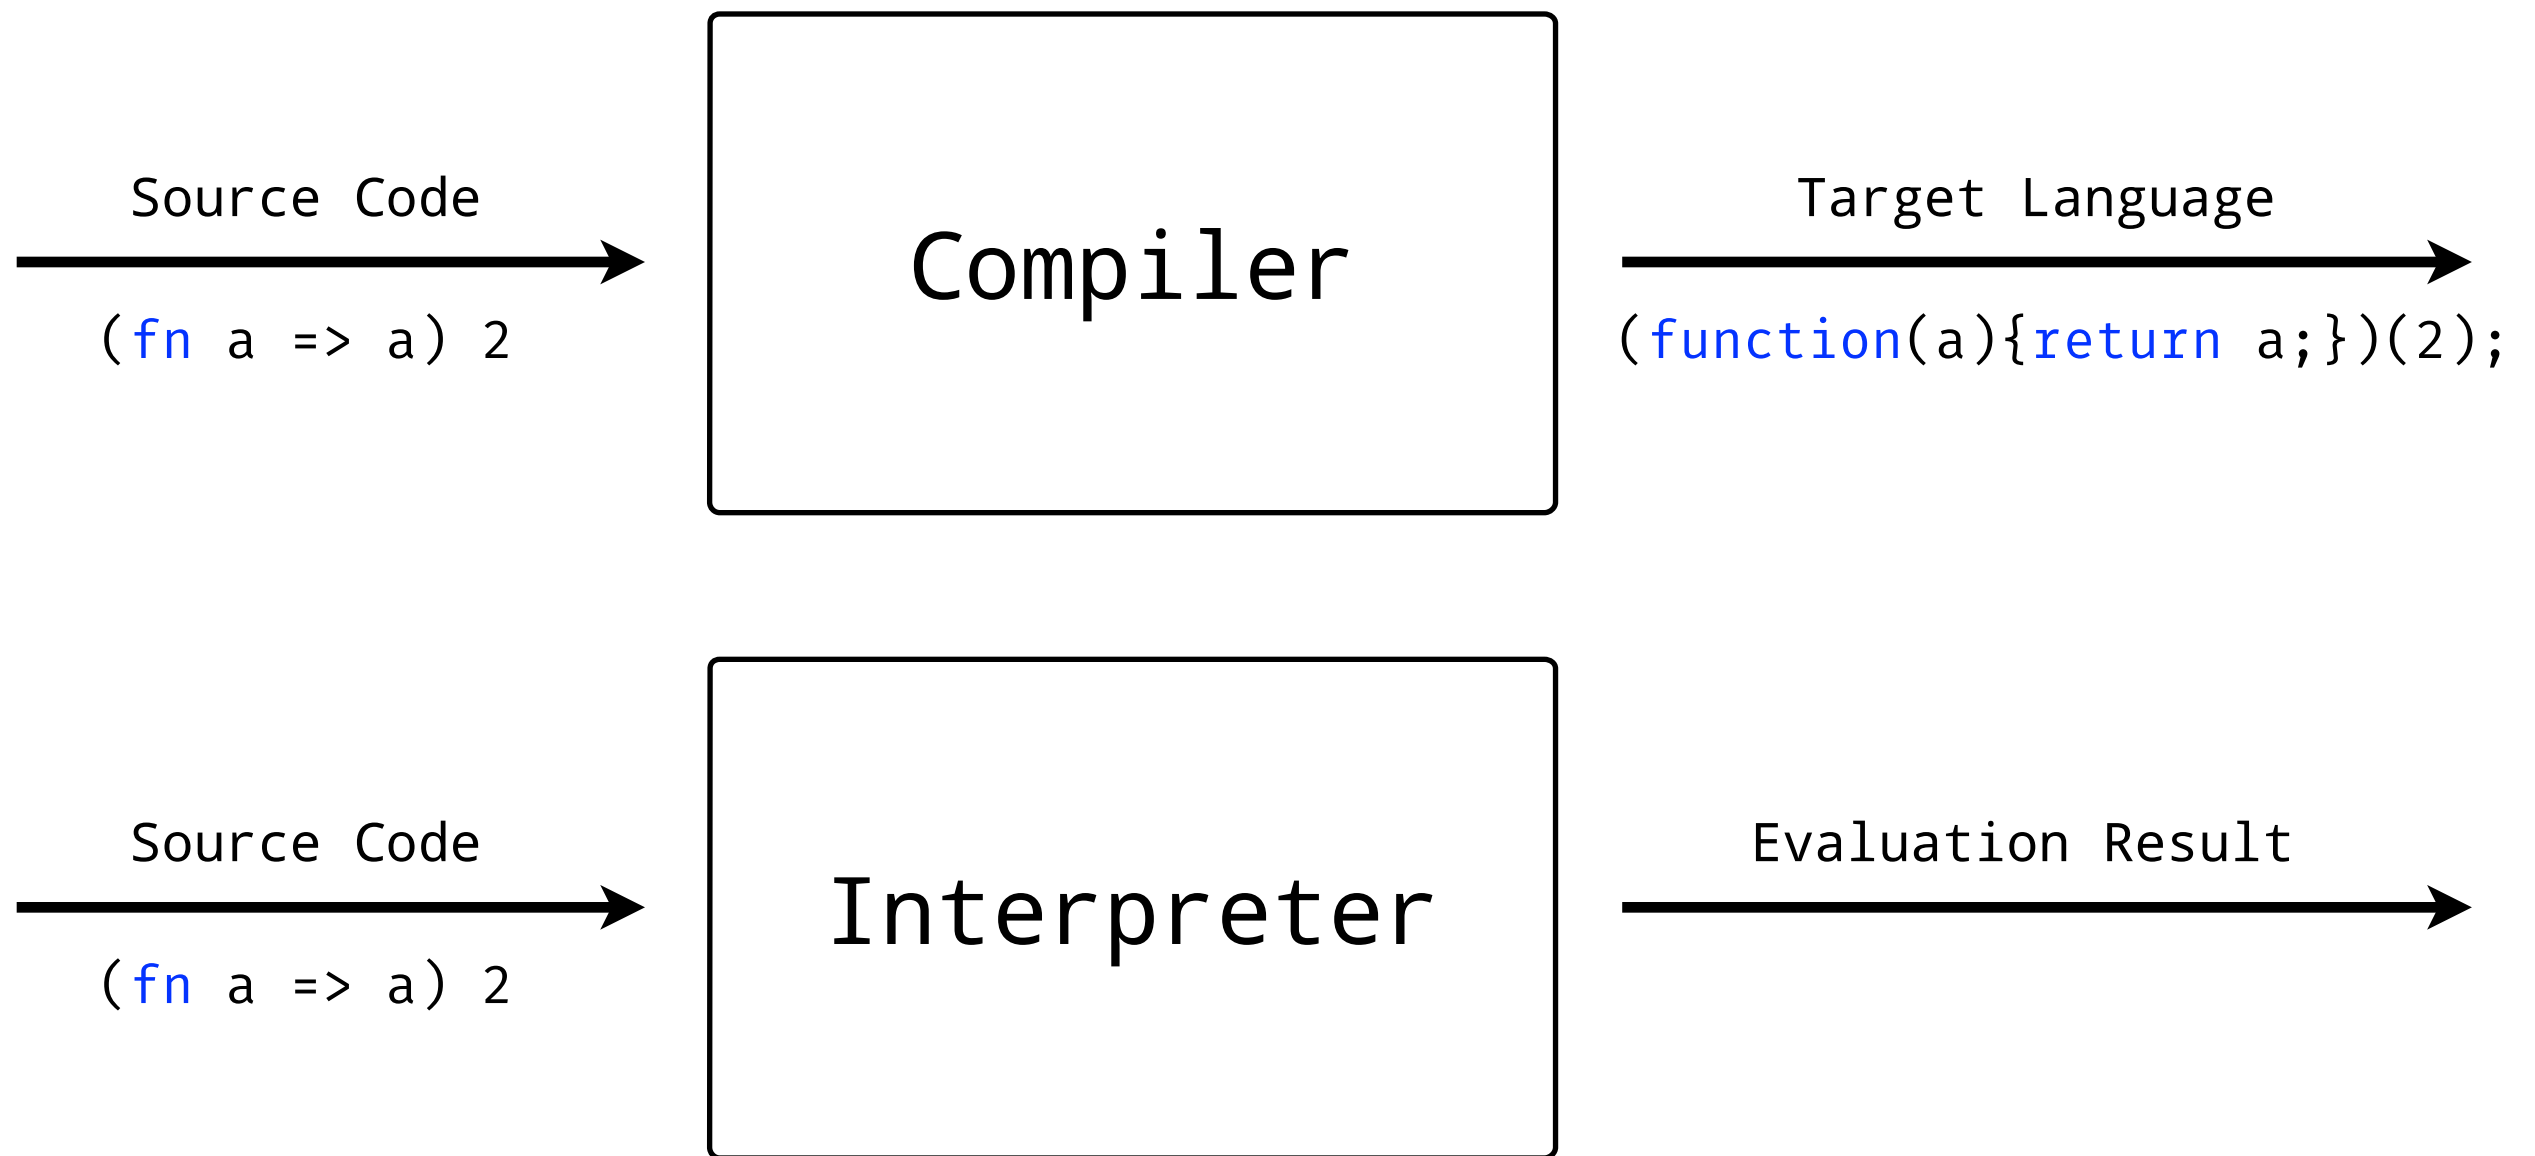 Source Code
(fn a => a) 2
Compiler
Target Language
(function(a){return a;})(2);
Source Code
(fn a => a) 2
Interpreter
Evaluation Result